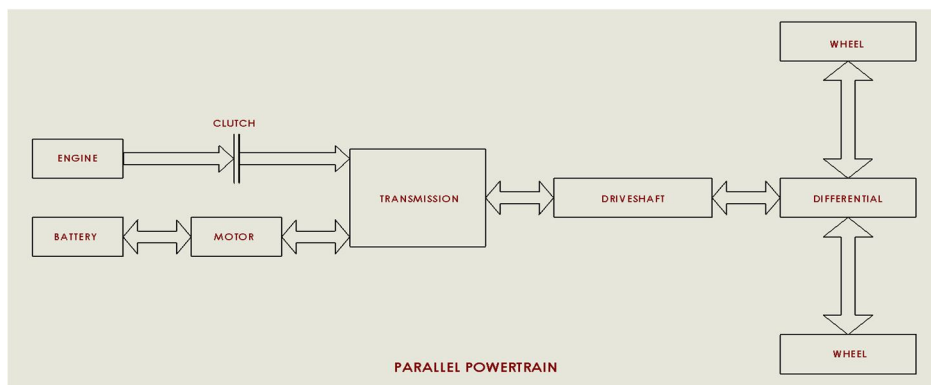 WHEEL
CLUTCH
ENGINE
TRANSMISSION
DRIVESHAFT
DIFFERENTIAL
BATTERY
MOTOR
WHEEL
PARALLEL POWERTRAIN